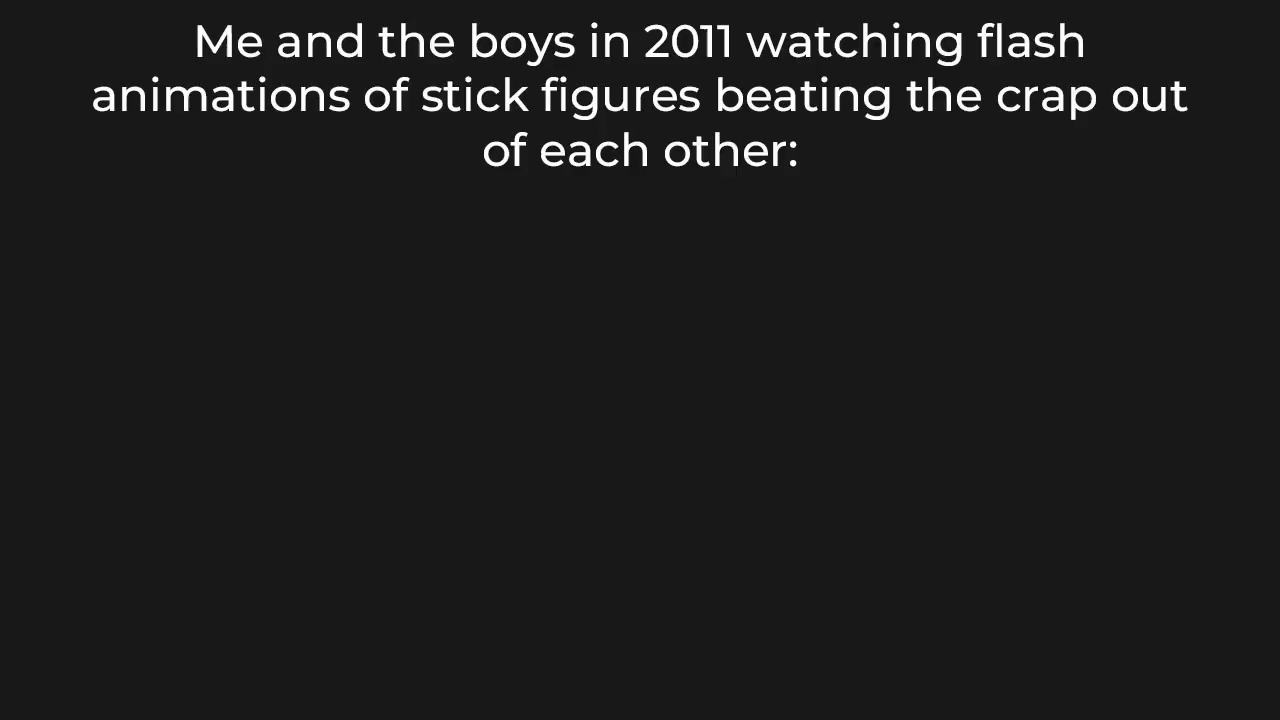 Me and the boys in 2011 watching flash
animations of stick figures beating the crap out
of each other: